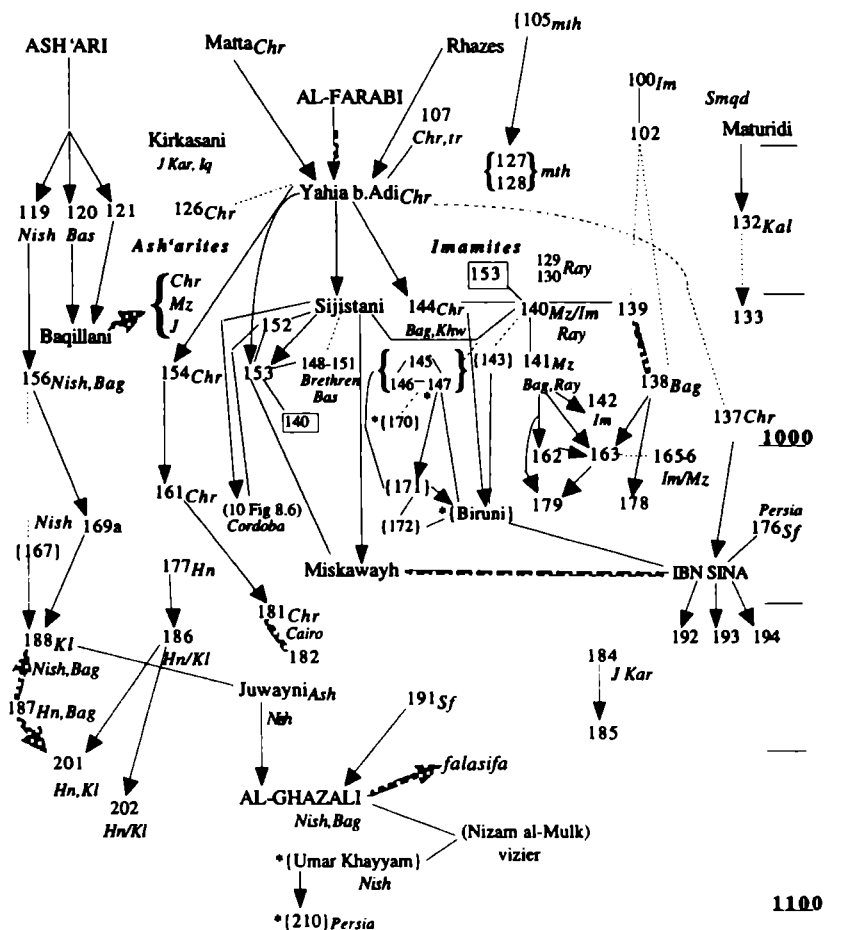 {105 mth
ASH'ARI
Matta Chr
Rhazes
100 Im
AL-FARABI
107
Chr, tr
Smqd
102
Maturidi
Kirkasani
J Kar, Iq
{127
128} mth
Yahia b. Adi Chr
119
Nish
120
Bas
121
126 Chr
132 Kal
Ash'arites
Imamites
129
130 Ray
153
{Chr
Mz
J
Baqillani
Sijistani
144 Chr
Bag, Khw
140 Mz/Im
Ray
139
133
152
148-151
Brethren
Bas
{145
146 147}
*
{143}
141 Mz
Bag, Ray
138 Bag
156 Nish, Bag
154 Chr
153
142
Im
137 Chr
140
*{170}
1000
162
163
165-6
Im/Mz
161 Chr
(10 Fig 8.6)
Cordoba
{171}
{172}
*{Biruni}
179
178
Persia
176 Sf
Nish
{167}
169a
177 Hn
Miskawayh
IBN SINA
181 Chr
Cairo
182
188 Kl
Nish, Bag
186
Hn/Kl
192
193
194
184
J Kar
Juwayni Ash
Nish
187 Hn, Bag
191 Sf
185
201
Hn, Kl
falasifa
202
Hn/Kl
AL-GHAZALI
Nish, Bag
(Nizam al-Mulk)
vizier
*{Umar Khayyam}
Nish
1100
*{210} Persia